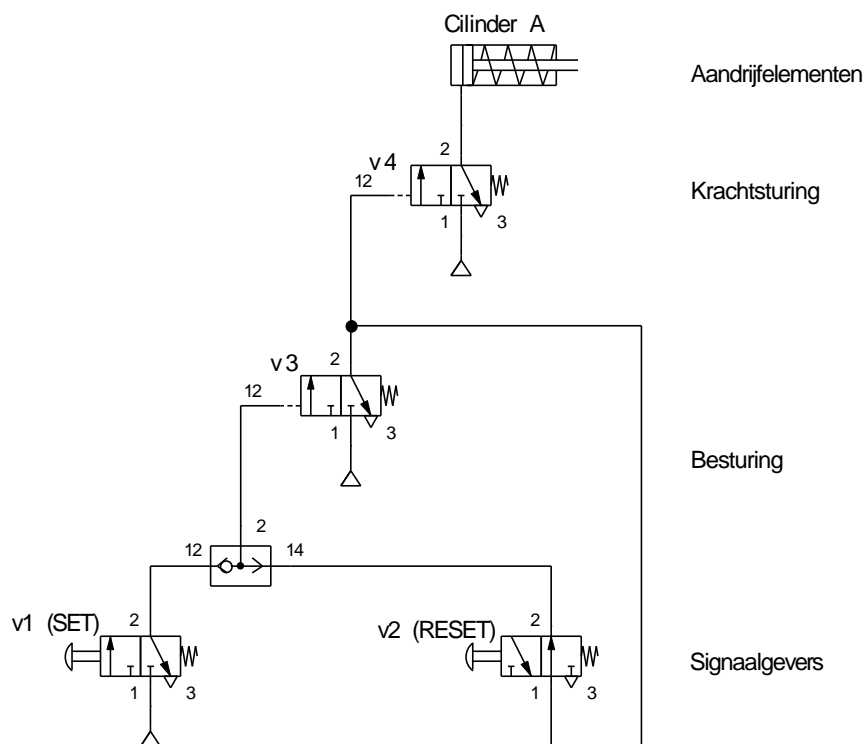 Cilinder A
Aandrijfelementen
2
v4
12
Krachtsturing
1
3
2
v3
12
1
3
Besturing
2
12
14
v1 (SET)
2
v2 (RESET)
2
Signaalgevers
1
3
1
3